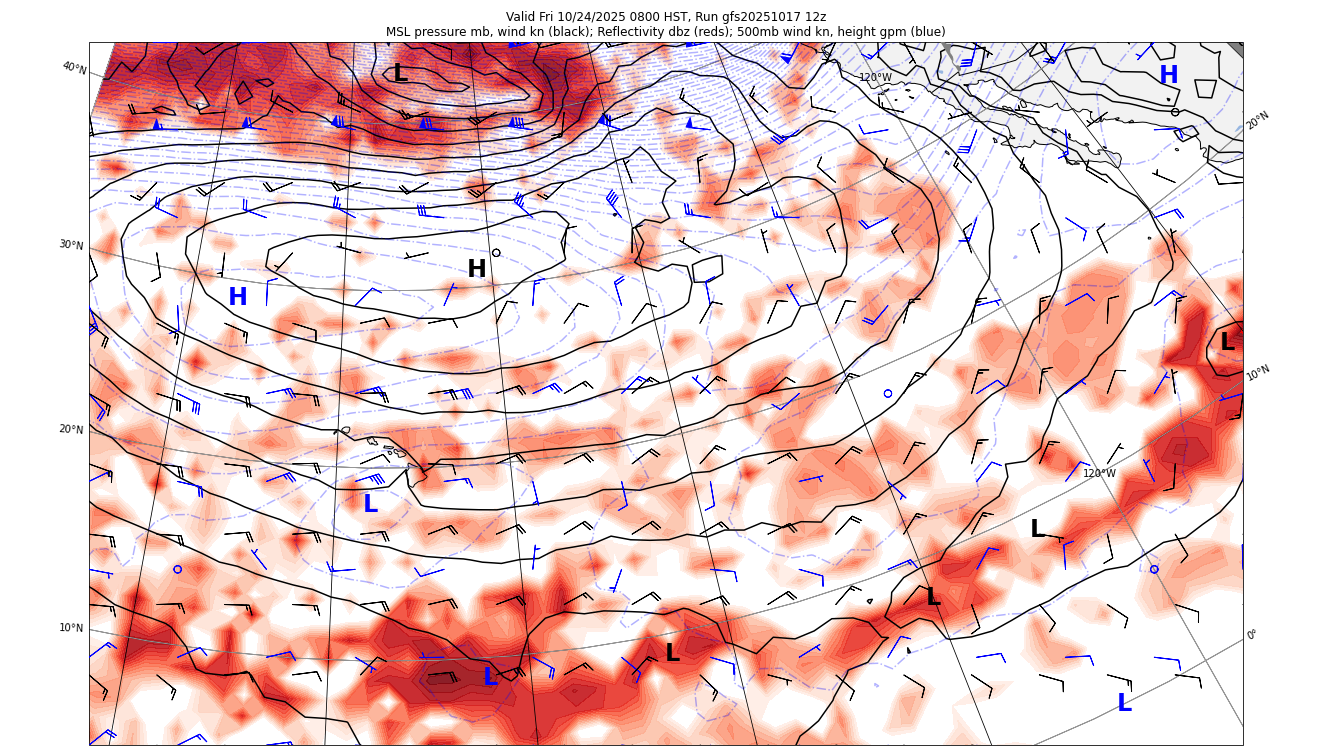 Valid Fri 10/24/2025 0800 HST, Run gfs20251017 12z
MSL pressure mb, wind kn (black); Reflectivity dbz (reds); 500mb wind kn, height gpm (blue)
40°N
L
120°W
H
20°N
30°N
H
H
L
10°N
20°N
120°W
L
L
L
10°N
L
0°
L
L